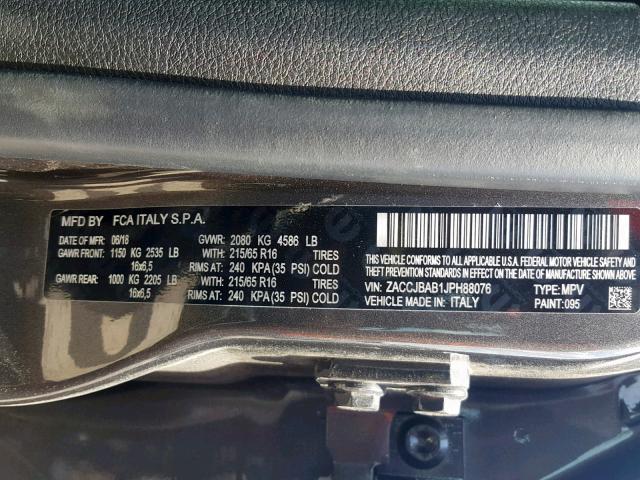 MFD BY FCA ITALY S.P.A.
DATE OF MFR 06/18 GVWR: 2080 KG 4586 LB
GAWR FRONT: 1150 KG 2535 LB WITH 215/65 R16 TIRES
16x6,5 RIMS AT: 240 KPA(35 PSI) COLD
GAWR REAR: 1000 KG 2205 LB WITH 215/65 R16 TIRES
16x6,5 RIMS AT: 240 KPA(35 PSI) COLD
THIS VEHICLE CONFORMS TO ALL APPLICABLE U.S.A.
FEDERAL MOTOR VEHICLE SAFETY, BUMPER, AND
THEFT PREVENTION STANDARDS IN EFFECT ON THE
DATE OF MANUFACTURE SHOWN ABOVE.
VIN: ZACCJBAB1JPH88076 TYPE: MPV
VEHICLE MADE IN: ITALY PAINT: 095